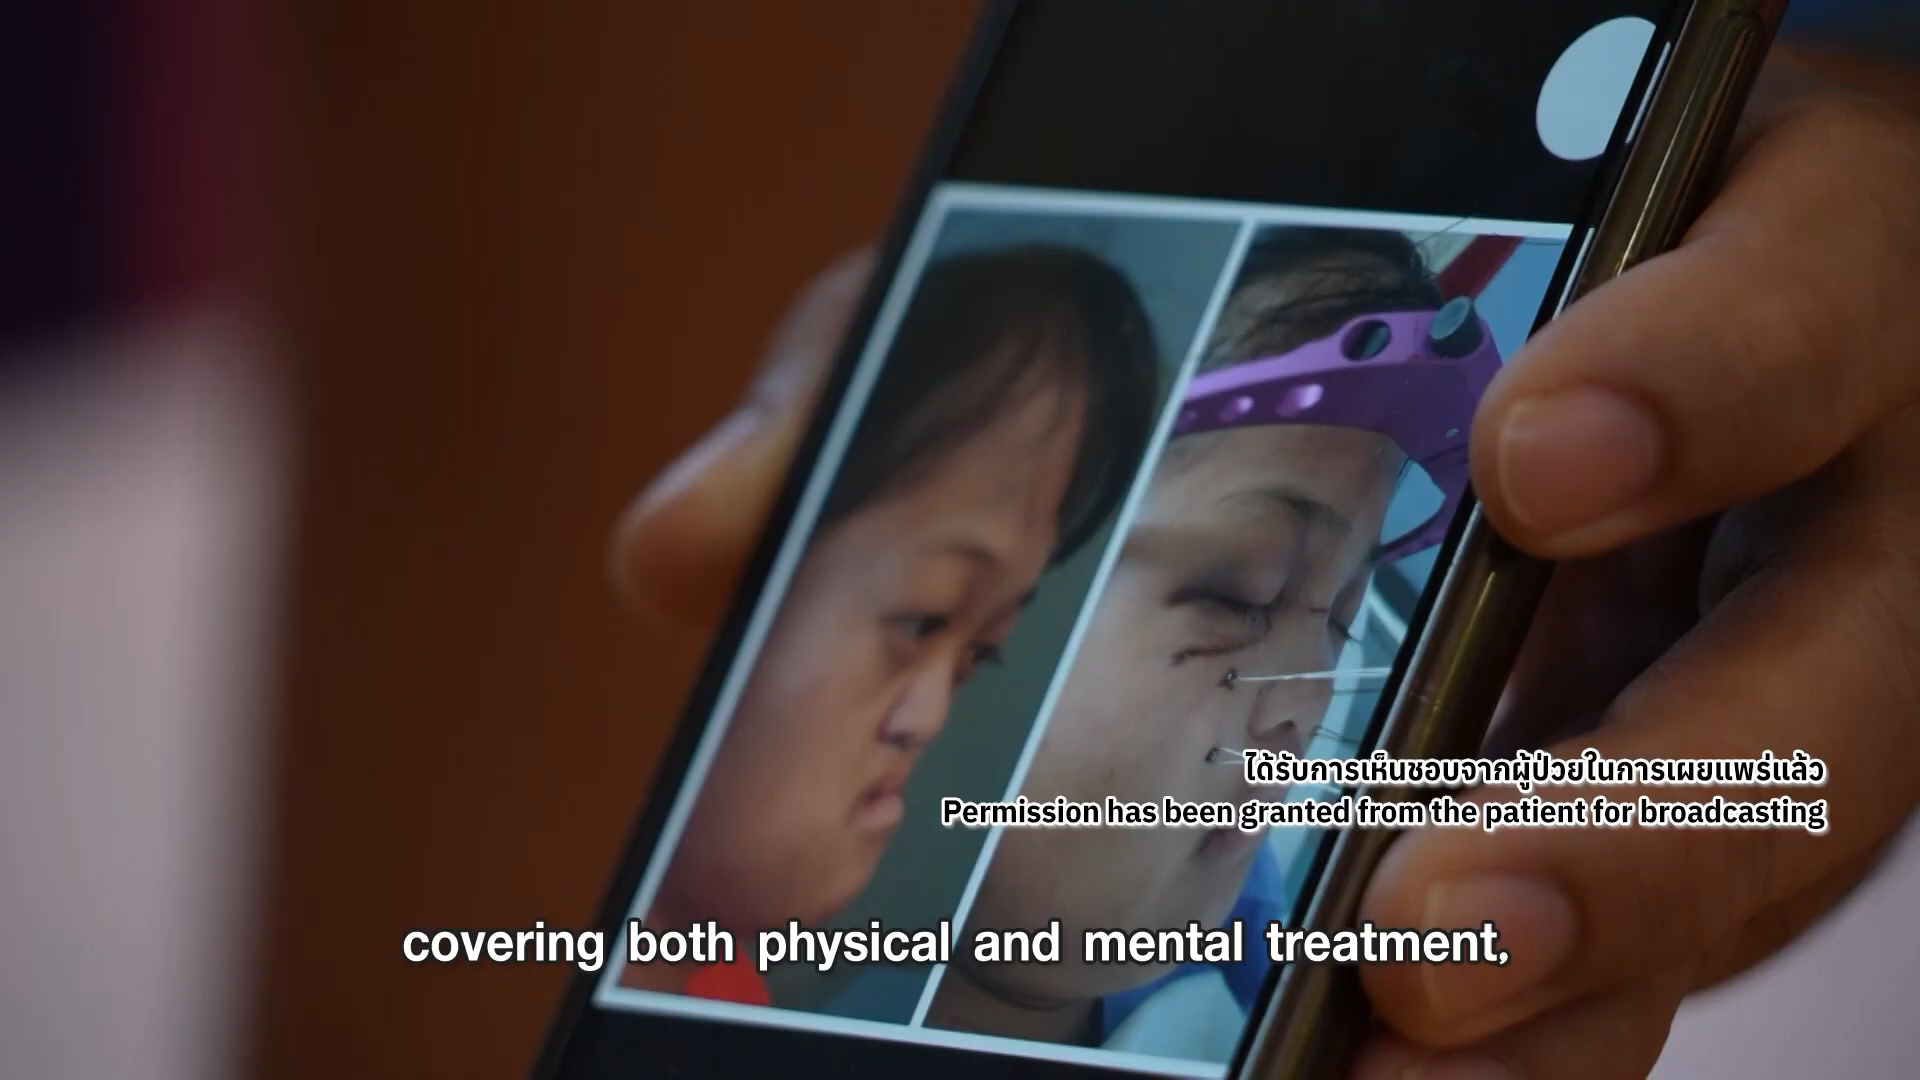 ได้รับการเห็นชอบจากผู้ป่วยในการเผยแพร่แล้ว
Permission has been granted from the patient for broadcasting
covering both physical and mental treatment,